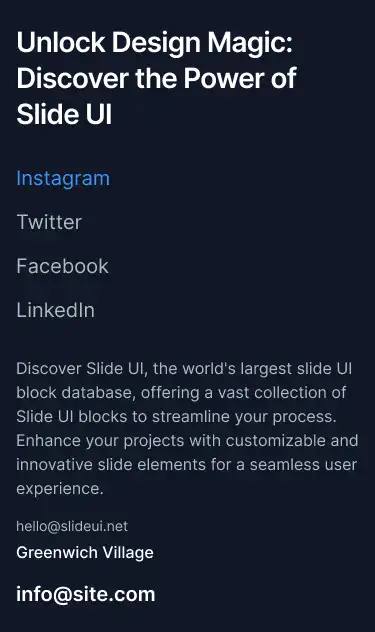 Unlock Design Magic:
Discover the Power of
Slide UI
Instagram
Twitter
Facebook
LinkedIn
Discover Slide UI, the world's largest slide UI
block database, offering a vast collection of
Slide UI blocks to streamline your process.
Enhance your projects with customizable and
innovative slide elements for a seamless user
experience.
hello@slideui.net
Greenwich Village
info@site.com